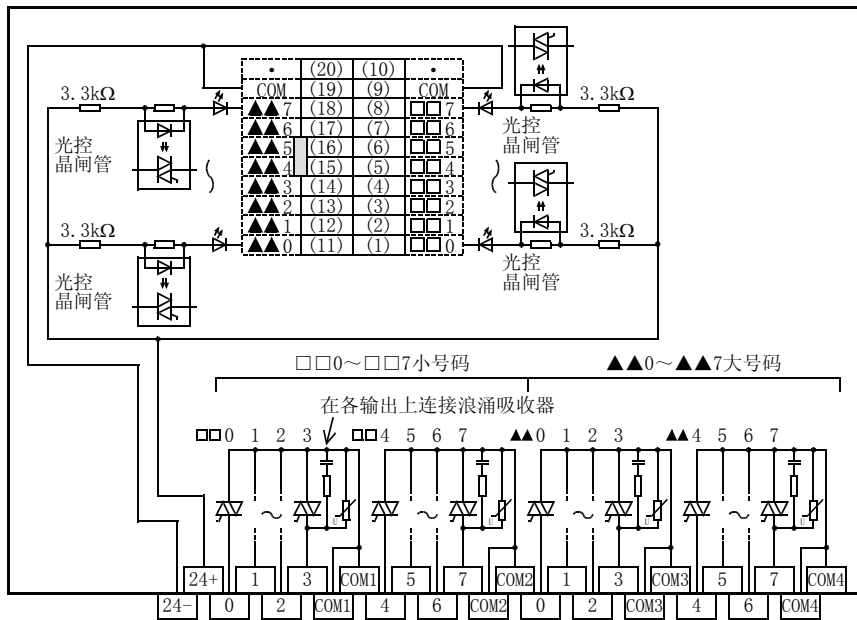 · (20) (10) ·
COM (19) (9) COM
▲▲7 (18) (8) □□7
▲▲6 (17) (7) □□6
▲▲5 (16) (6) □□5
▲▲4 (15) (5) □□4
▲▲3 (14) (4) □□3
▲▲2 (13) (3) □□2
▲▲1 (12) (2) □□1
▲▲0 (11) (1) □□0
3.3kΩ
光控
晶闸管
3.3kΩ
光控
晶闸管
3.3kΩ
光控
晶闸管
3.3kΩ
光控
晶闸管
□□0～□□7小号码 ▲▲0～▲▲7大号码
在各输出上连接浪涌吸收器
□□0 1 2 3 □□4 5 6 7 ▲▲0 1 2 3 ▲▲4 5 6 7
～ ～ ～ ～
U U U U
24+ 1 3 COM1 5 7 COM2 1 3 COM3 5 7 COM4
24- 0 2 COM1 4 6 COM2 0 2 COM3 4 6 COM4